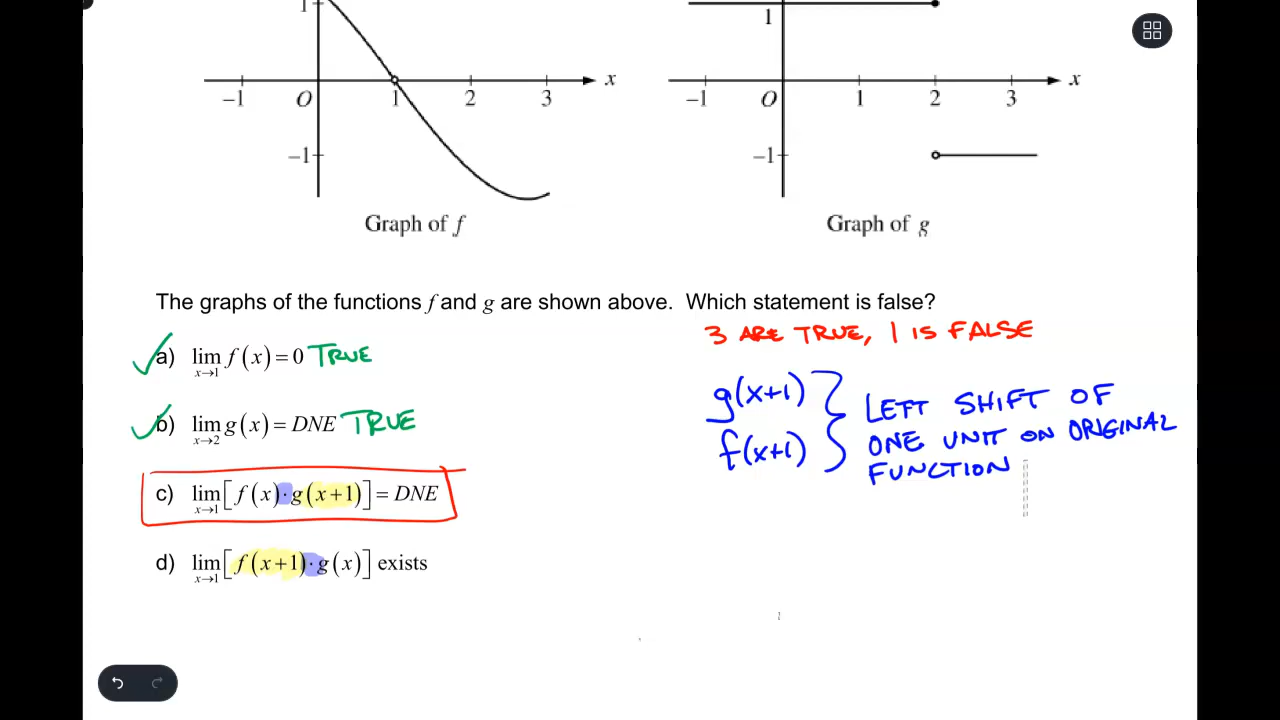 1
1
x
x
−1 O 1 2 3
−1 O 1 2 3
−1
−1
Graph of f
Graph of g
The graphs of the functions f and g are shown above. Which statement is false?
3 ARE TRUE, 1 IS FALSE
a) lim x→1 f(x) = 0 TRUE
b) lim x→2 g(x) = DNE TRUE
c) lim x→1 [f(x)·g(x+1)] = DNE
d) lim x→1 [f(x+1)·g(x)] exists
g(x+1)
f(x+1)
LEFT SHIFT OF
ONE UNIT ON ORIGINAL
FUNCTION